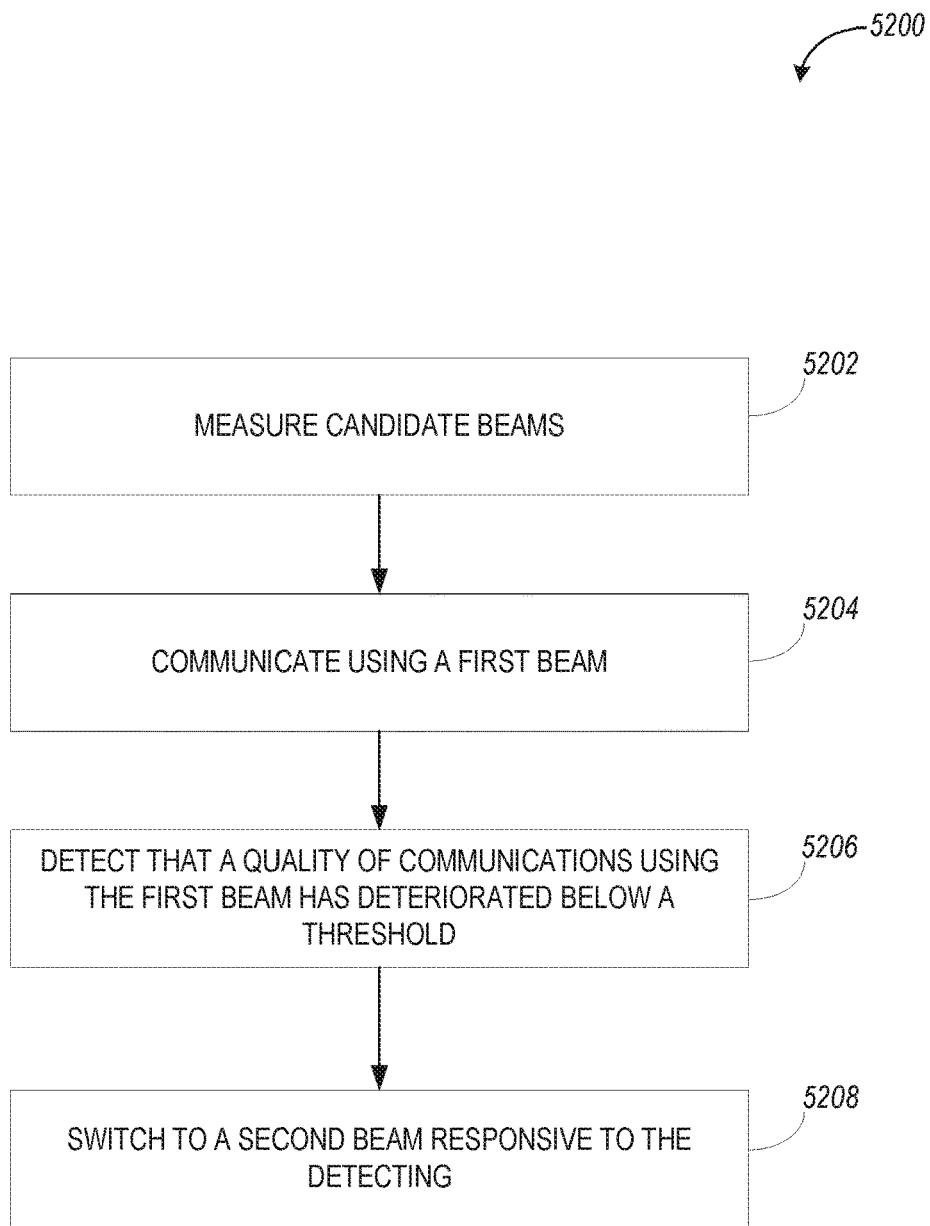 5200
5202
MEASURE CANDIDATE BEAMS
5204
COMMUNICATE USING A FIRST BEAM
5206
DETECT THAT A QUALITY OF COMMUNICATIONS USING
THE FIRST BEAM HAS DETERIORATED BELOW A
THRESHOLD
5208
SWITCH TO A SECOND BEAM RESPONSIVE TO THE
DETECTING